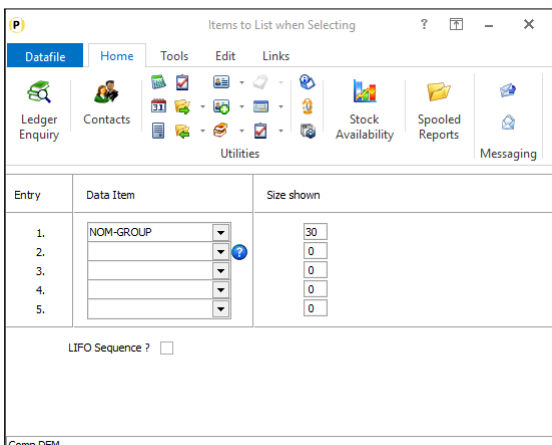 P
Items to List when Selecting
?
Datafile Home Tools Edit Links
31
Ledger Enquiry
Contacts
Stock Availability
Spooled Reports
Utilities
Messaging
Entry Data Item Size shown
1. NOM-GROUP 30
2. ? 0
3. 0
4. 0
5. 0
LIFO Sequence ?
Comp DEM